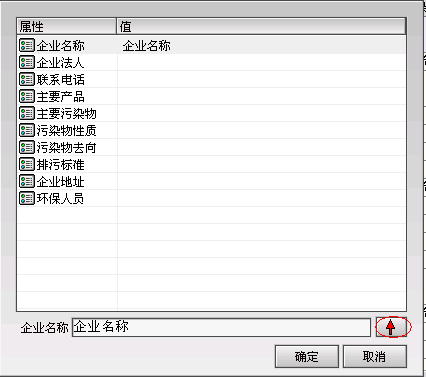 属性 值
企业名称 企业名称
企业法人
联系电话
主要产品
主要污染物
污染物性质
污染物去向
排污标准
企业地址
环保人员
企业名称 企业名称
确定 取消